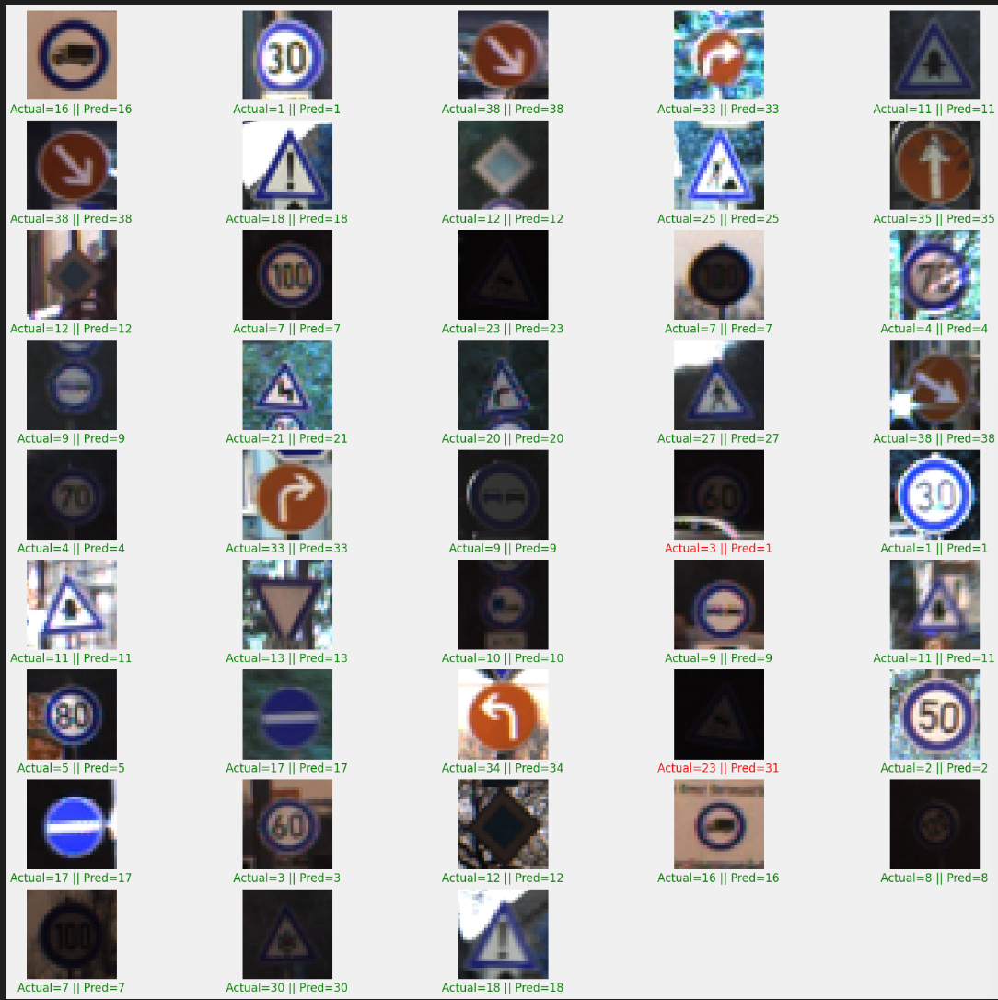 30
Actual=16 || Pred=16
Actual=1 || Pred=1
Actual=38 || Pred=38
Actual=33 || Pred=33
Actual=11 || Pred=11
Actual=38 || Pred=38
Actual=18 || Pred=18
Actual=12 || Pred=12
Actual=25 || Pred=25
Actual=35 || Pred=35
100
100
Actual=12 || Pred=12
Actual=7 || Pred=7
Actual=23 || Pred=23
Actual=7 || Pred=7
Actual=4 || Pred=4
Actual=9 || Pred=9
Actual=21 || Pred=21
Actual=20 || Pred=20
Actual=27 || Pred=27
Actual=38 || Pred=38
70
60
30
Actual=4 || Pred=4
Actual=33 || Pred=33
Actual=9 || Pred=9
Actual=3 || Pred=1
Actual=1 || Pred=1
Actual=11 || Pred=11
Actual=13 || Pred=13
Actual=10 || Pred=10
Actual=9 || Pred=9
Actual=11 || Pred=11
80
50
Actual=5 || Pred=5
Actual=17 || Pred=17
Actual=34 || Pred=34
Actual=23 || Pred=31
Actual=2 || Pred=2
60
Actual=17 || Pred=17
Actual=3 || Pred=3
Actual=12 || Pred=12
Actual=16 || Pred=16
Actual=8 || Pred=8
100
Actual=7 || Pred=7
Actual=30 || Pred=30
Actual=18 || Pred=18